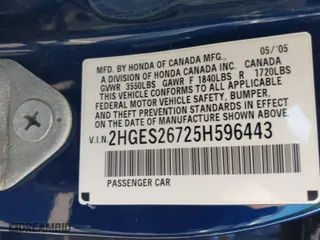 MFD. BY HONDA OF CANADA MFG., 05/'05
A DIVISION OF HONDA CANADA INC. CANADA
GVWR 3550LBS GAWR F 1840LBS R 1720LBS
THIS VEHICLE CONFORMS TO ALL APPLICABLE
FEDERAL MOTOR VEHICLE SAFETY, BUMPER,
AND THEFT PREVENTION STANDARDS IN EFFECT ON
THE DATE OF MANUFACTURE SHOWN ABOVE.
V.I.N. 2HGES26725H596443
PASSENGER CAR